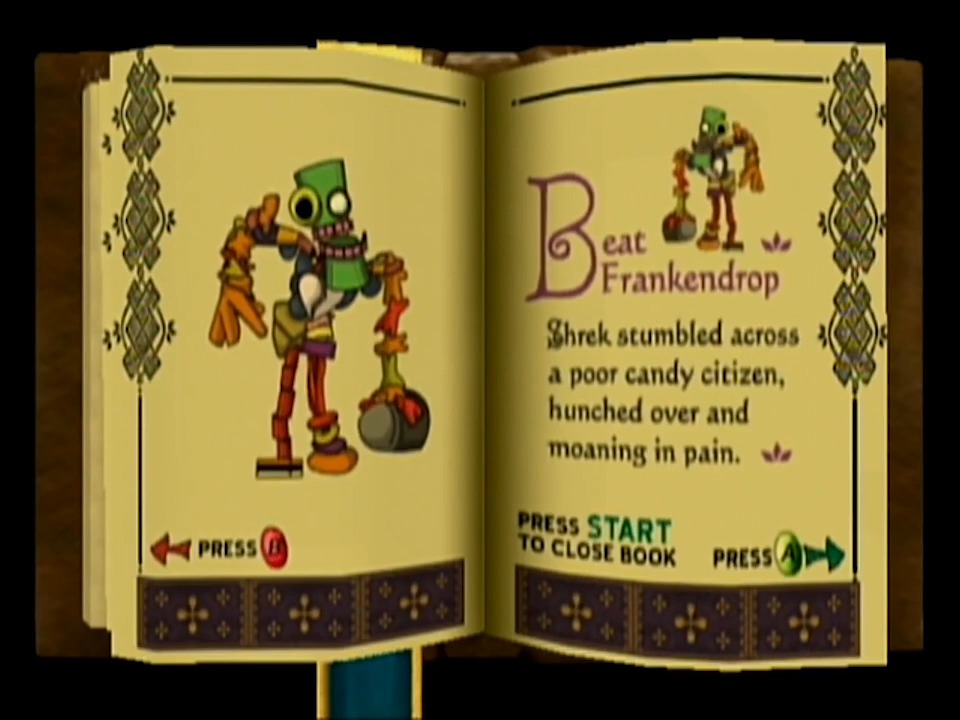 PRESS B
Beat
Frankendrop
Shrek stumbled across
a poor candy citizen,
hunched over and
moaning in pain.
PRESS START
TO CLOSE BOOK
PRESS A